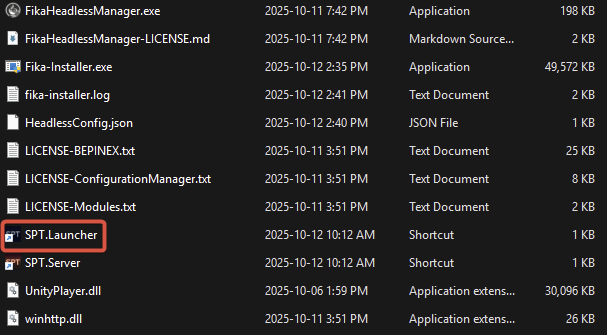 FikaHeadlessManager.exe 2025-10-11 7:42 PM Application 198 KB
FikaHeadlessManager-LICENSE.md 2025-10-11 7:42 PM Markdown Source... 2 KB
Fika-Installer.exe 2025-10-12 2:35 PM Application 49,572 KB
fika-installer.log 2025-10-12 2:41 PM Text Document 2 KB
HeadlessConfig.json 2025-10-12 2:40 PM JSON File 1 KB
LICENSE-BEPINEX.txt 2025-10-11 3:51 PM Text Document 25 KB
LICENSE-ConfigurationManager.txt 2025-10-11 3:51 PM Text Document 8 KB
LICENSE-Modules.txt 2025-10-11 3:51 PM Text Document 2 KB
SPT SPT.Launcher 2025-10-12 10:12 AM Shortcut 1 KB
SPT SPT.Server 2025-10-12 10:12 AM Shortcut 1 KB
UnityPlayer.dll 2025-10-06 1:59 PM Application extens... 30,096 KB
winhttp.dll 2025-10-11 3:51 PM Application extens... 26 KB